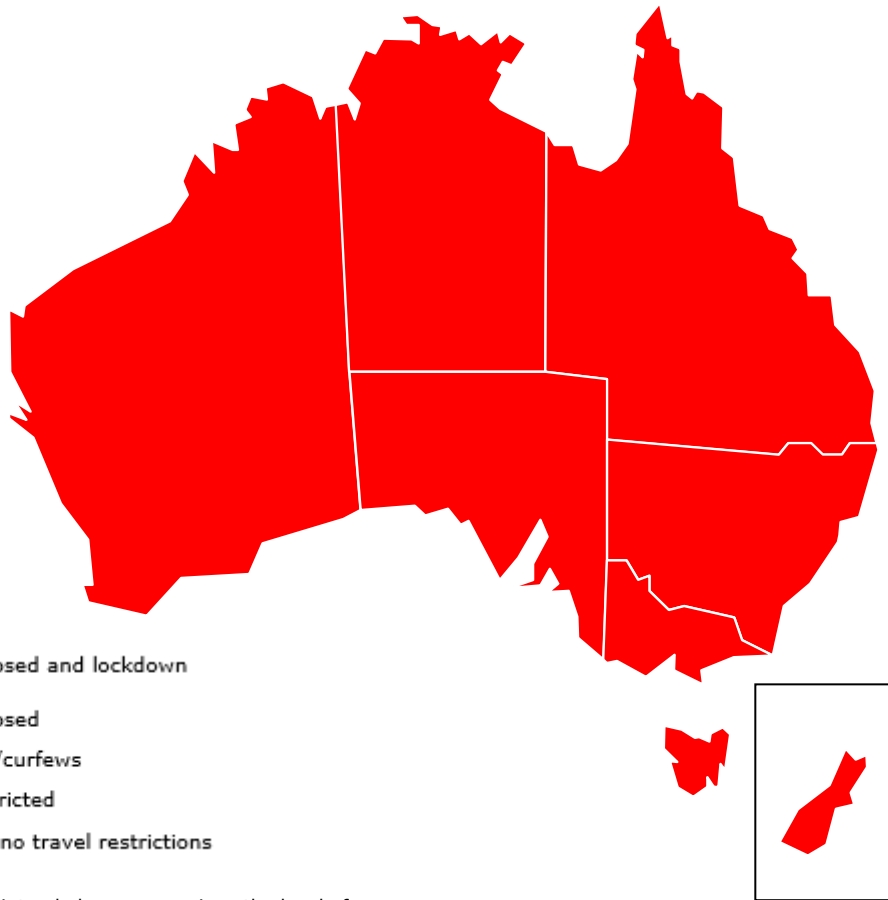 osed and lockdown
osed
/curfews
ricted
no travel restrictions